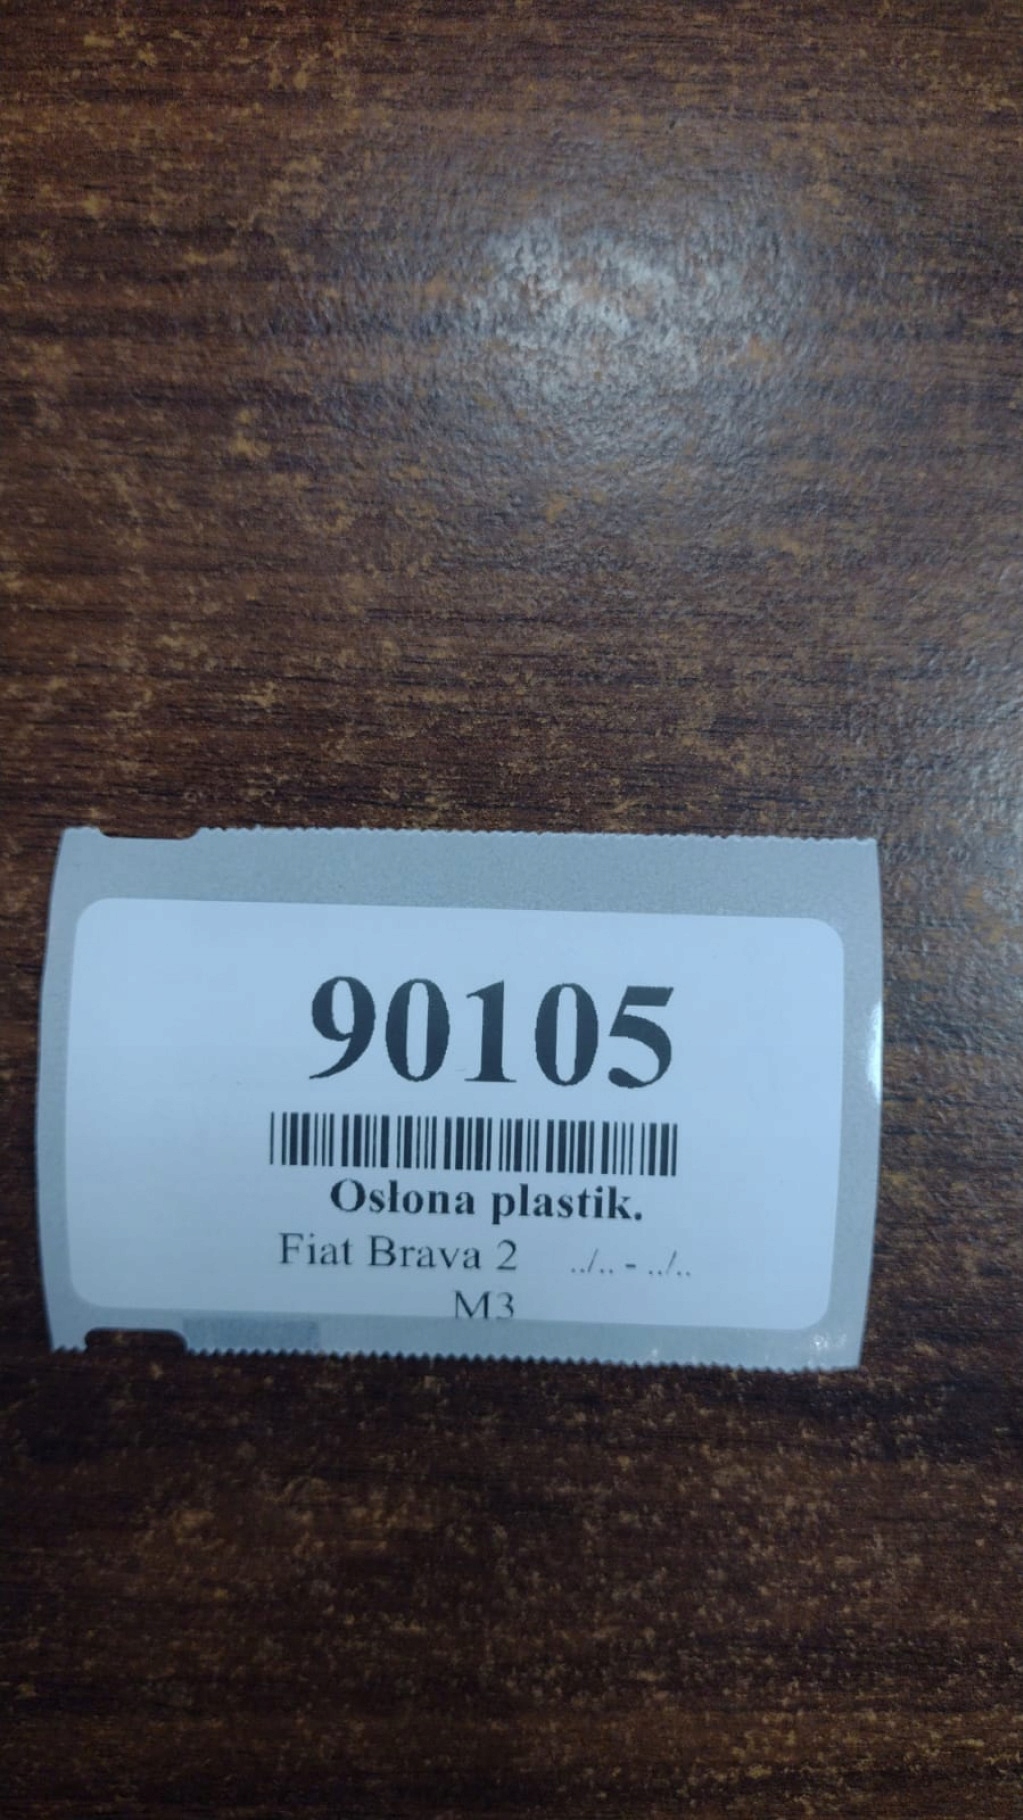 90105
Osłona plastik.
Fiat Brava 2 ../.. - ../..
M3